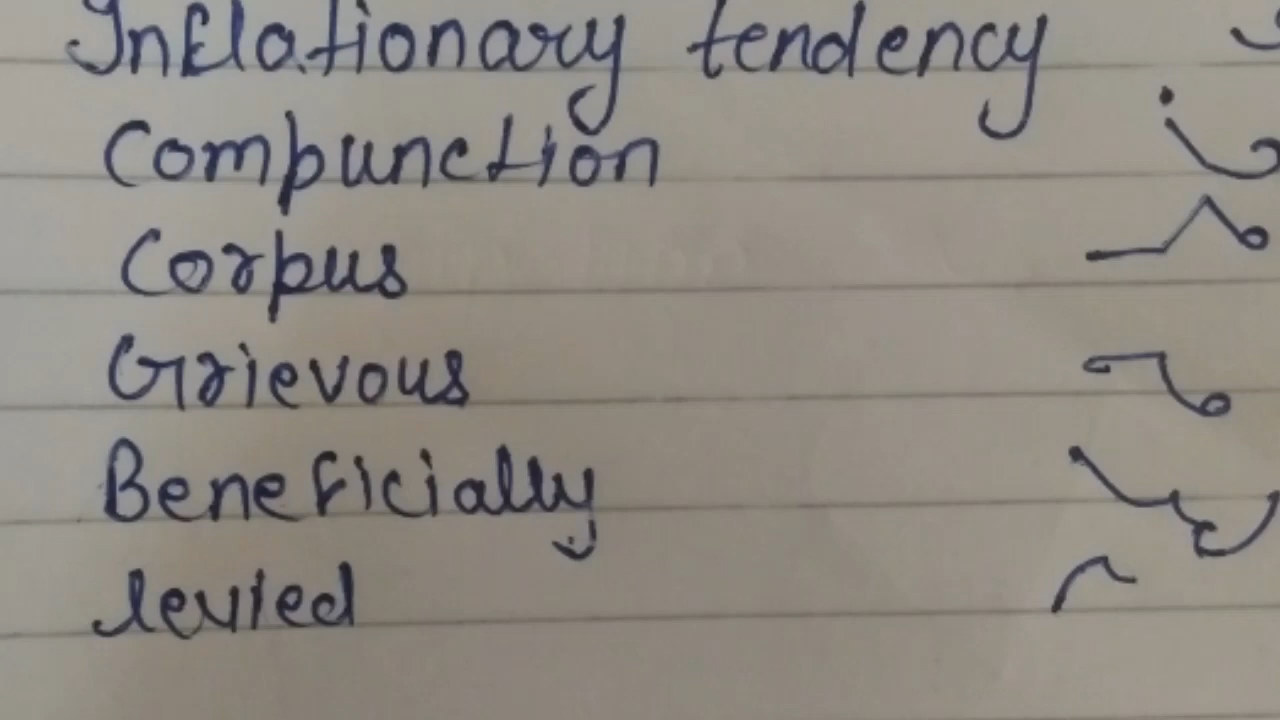 Inflationary tendency
Compunction
Corpus
Grievous
Beneficially
levied